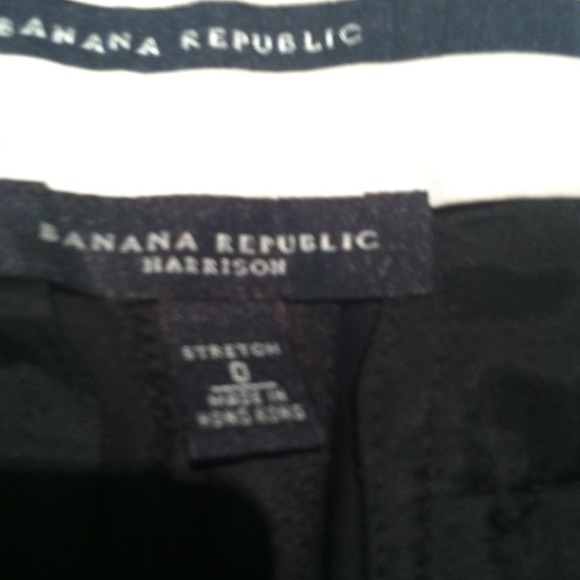 BANANA REPUBLIC
BANANA REPUBLIC
HARRISON
STRETCH
0
MADE IN
HONG KONG